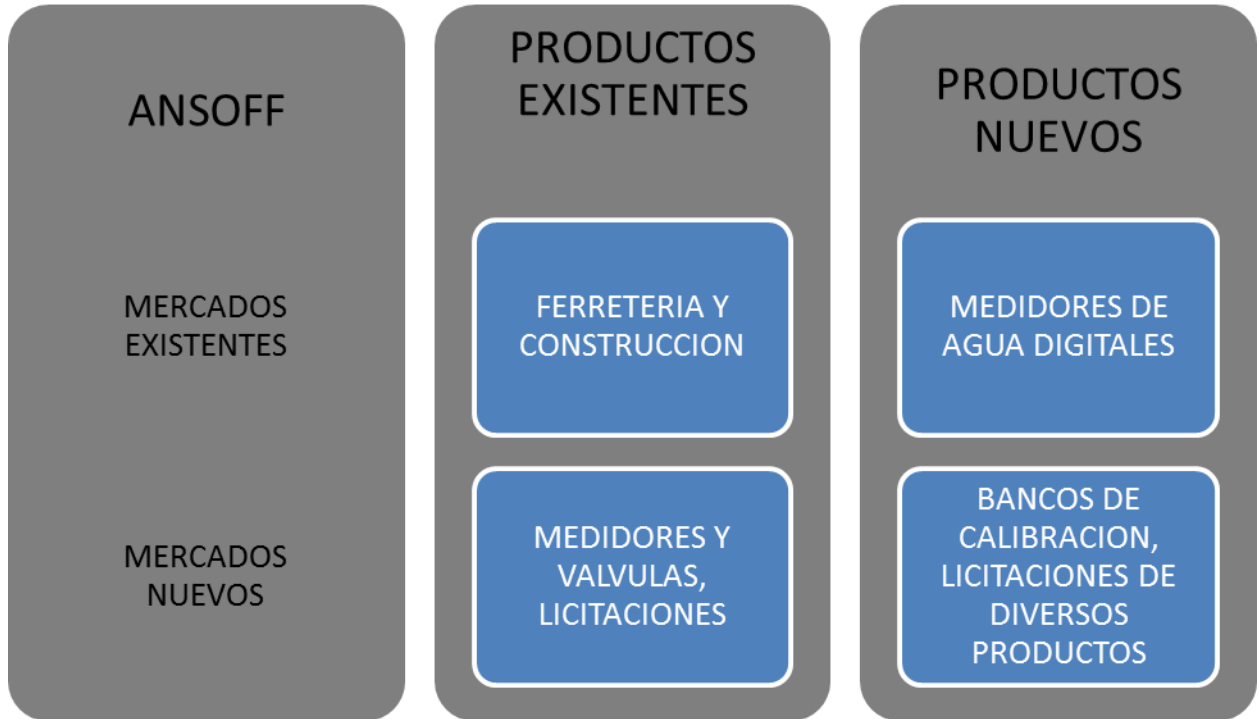 ANSOFF
PRODUCTOS
EXISTENTES
PRODUCTOS
NUEVOS
MERCADOS
EXISTENTES
FERRETERIA Y
CONSTRUCCION
MEDIDORES DE
AGUA DIGITALES
MERCADOS
NUEVOS
MEDIDORES Y
VALVULAS,
LICITACIONES
BANCOS DE
CALIBRACION,
LICITACIONES DE
DIVERSOS
PRODUCTOS